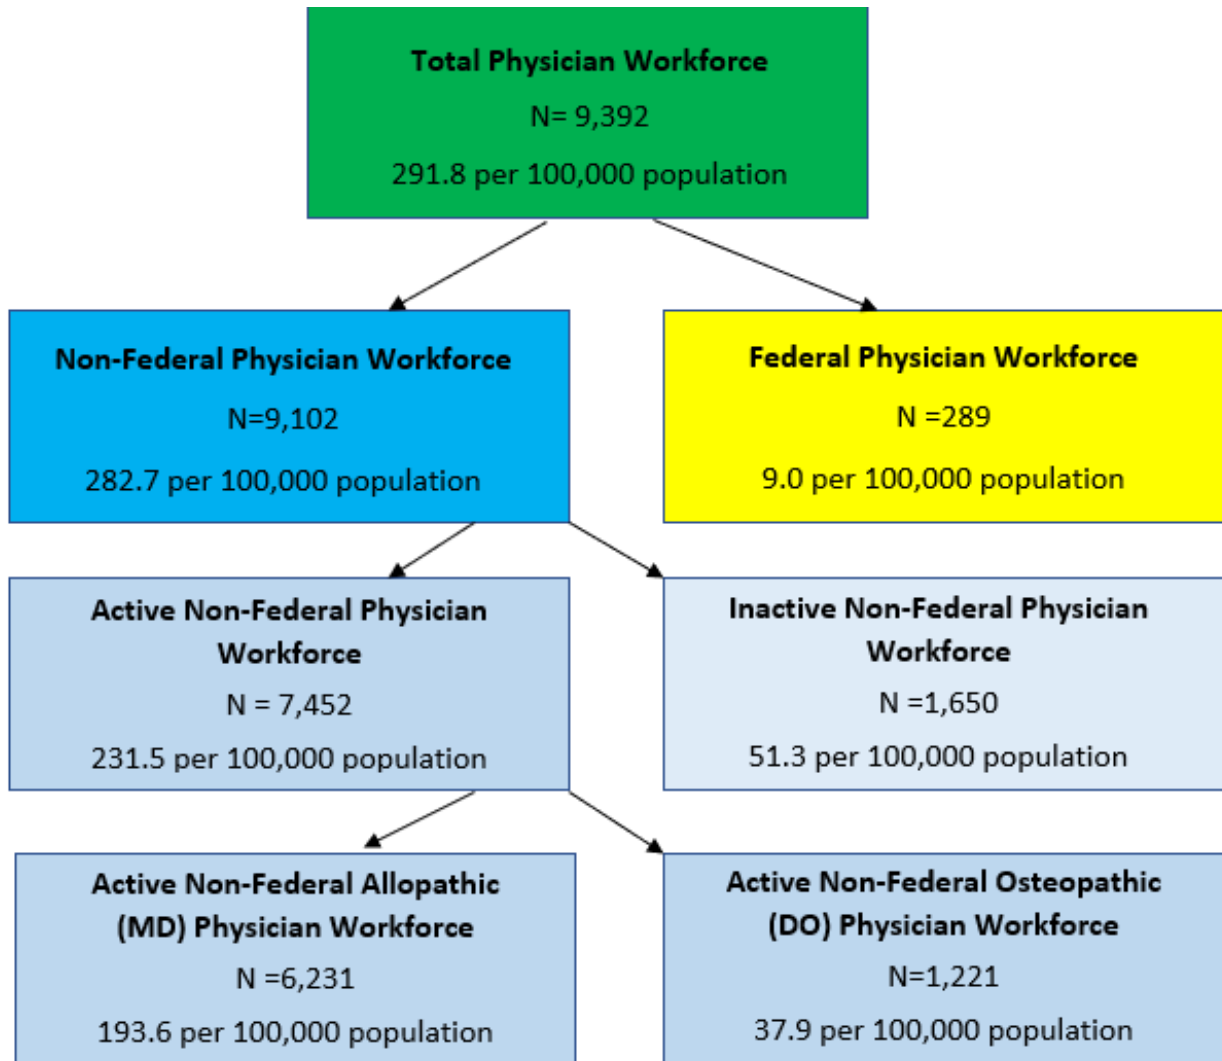 Total Physician Workforce
N= 9,392
291.8 per 100,000 population
Non-Federal Physician Workforce
N=9,102
282.7 per 100,000 population
Federal Physician Workforce
N =289
9.0 per 100,000 population
Active Non-Federal Physician
Workforce
N = 7,452
231.5 per 100,000 population
Inactive Non-Federal Physician
Workforce
N =1,650
51.3 per 100,000 population
Active Non-Federal Allopathic
(MD) Physician Workforce
N =6,231
193.6 per 100,000 population
Active Non-Federal Osteopathic
(DO) Physician Workforce
N=1,221
37.9 per 100,000 population